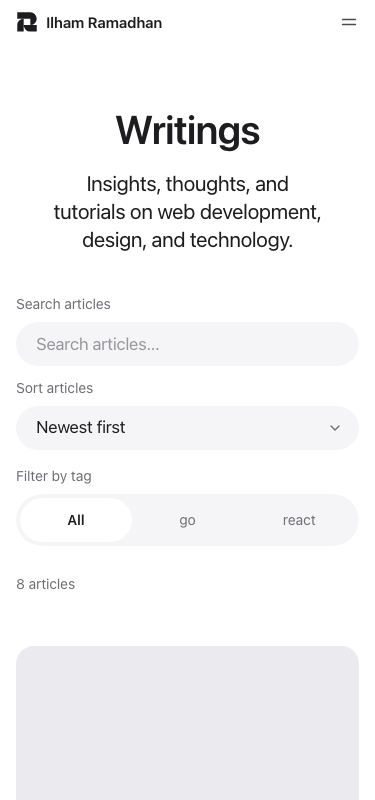 Ilham Ramadhan
Writings
Insights, thoughts, and
tutorials on web development,
design, and technology.
Search articles
Search articles...
Sort articles
Newest first
Filter by tag
All
go
react
8 articles